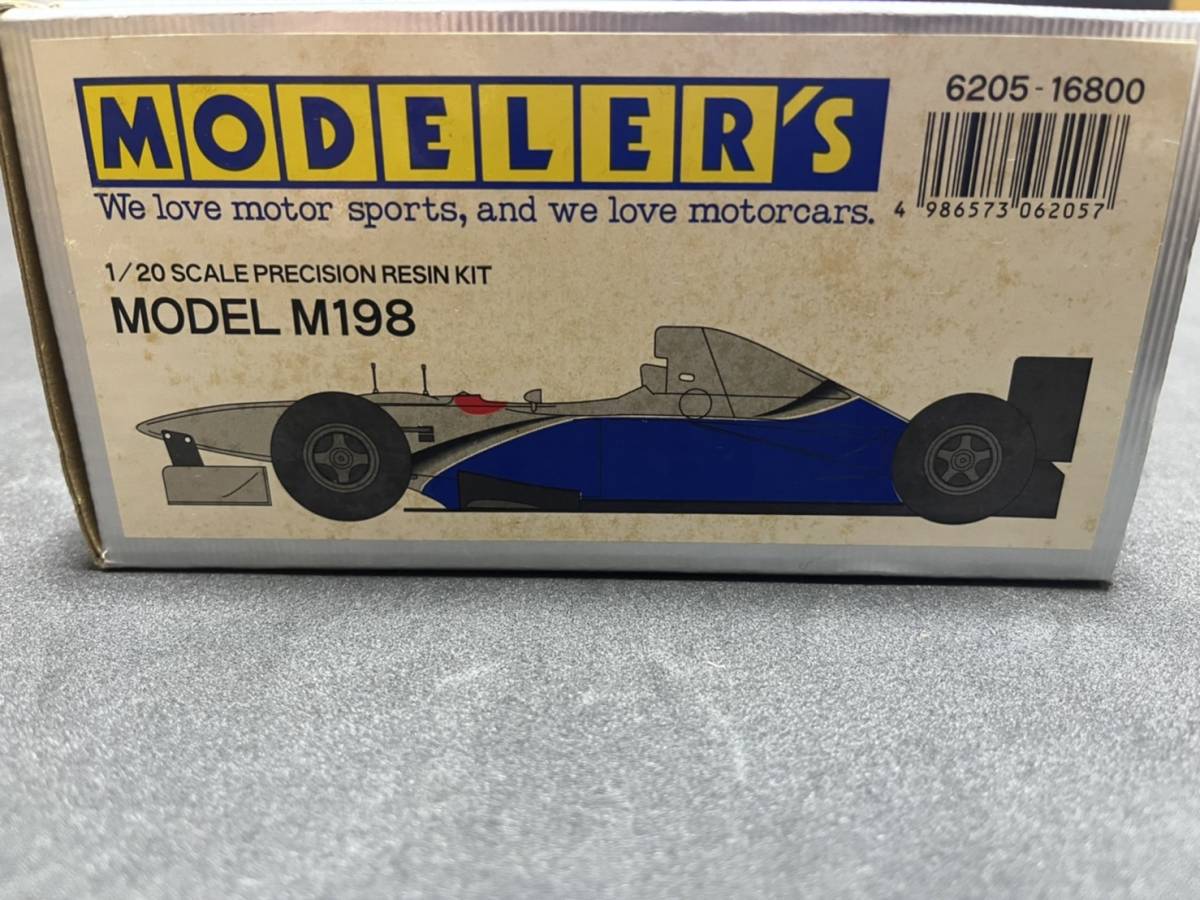 MODELER'S
We love motor sports, and we love motorcars.
6205-16800
4 986573 062057
1/20 SCALE PRECISION RESIN KIT
MODEL M198